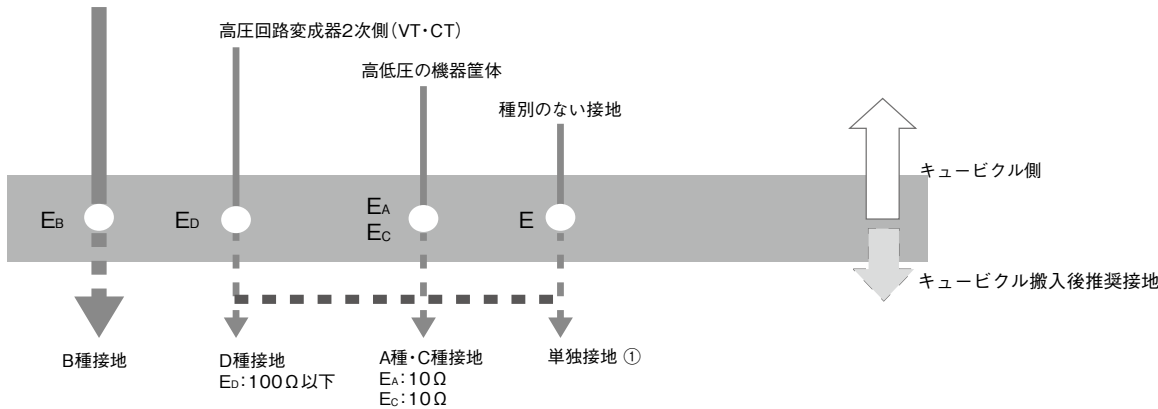 高圧回路変成器2次側（VT・CT）
高低圧の機器筐体
種別のない接地
キュービクル側
EB
ED
EA
EC
E
キュービクル搬入後推奨接地
B種接地
D種接地
ED：100Ω以下
A種・C種接地
EA：10Ω
EC：10Ω
単独接地 ①